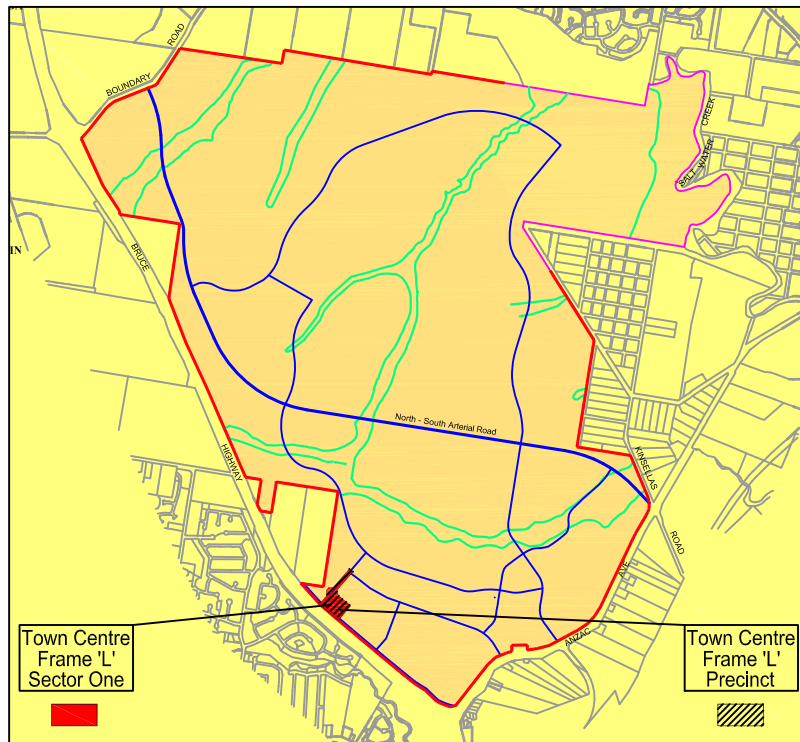 BOUNDARY
ROAD
SALT WATER
CREEK
IN
BRUCE
HIGHWAY
North - South Arterial Road
KINSELLAS
ROAD
ANZAC
AVE
Town Centre
Frame 'L'
Sector One
Town Centre
Frame 'L'
Precinct